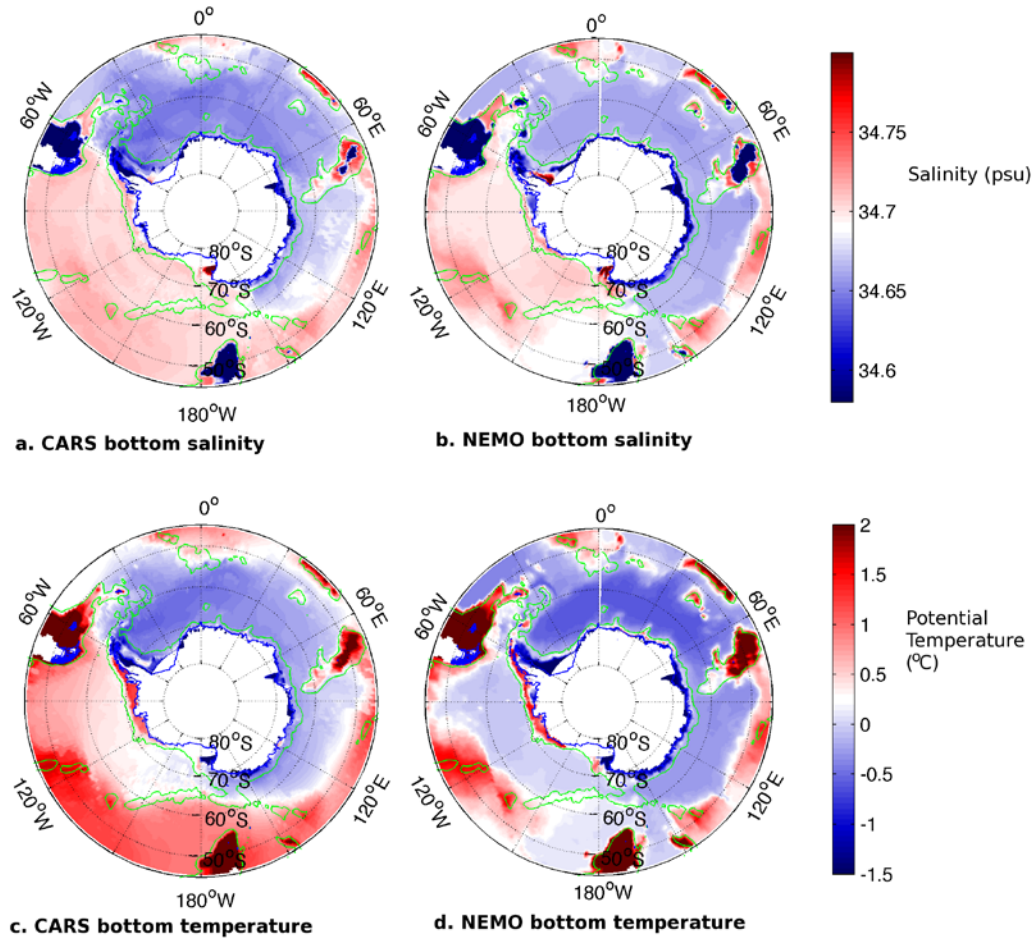 0°
60°W
60°E
120°W
120°E
80°S
70°S
60°S
50°S
180°W
a. CARS bottom salinity
0°
60°W
60°E
120°W
120°E
80°S
70°S
60°S
50°S
180°W
b. NEMO bottom salinity
34.75
34.7
34.65
34.6
Salinity (psu)
0°
60°W
60°E
120°W
120°E
80°S
70°S
60°S
50°S
180°W
c. CARS bottom temperature
0°
60°W
60°E
120°W
120°E
80°S
70°S
60°S
50°S
180°W
d. NEMO bottom temperature
2
1.5
1
0.5
0
-0.5
-1
-1.5
Potential
Temperature
(°C)